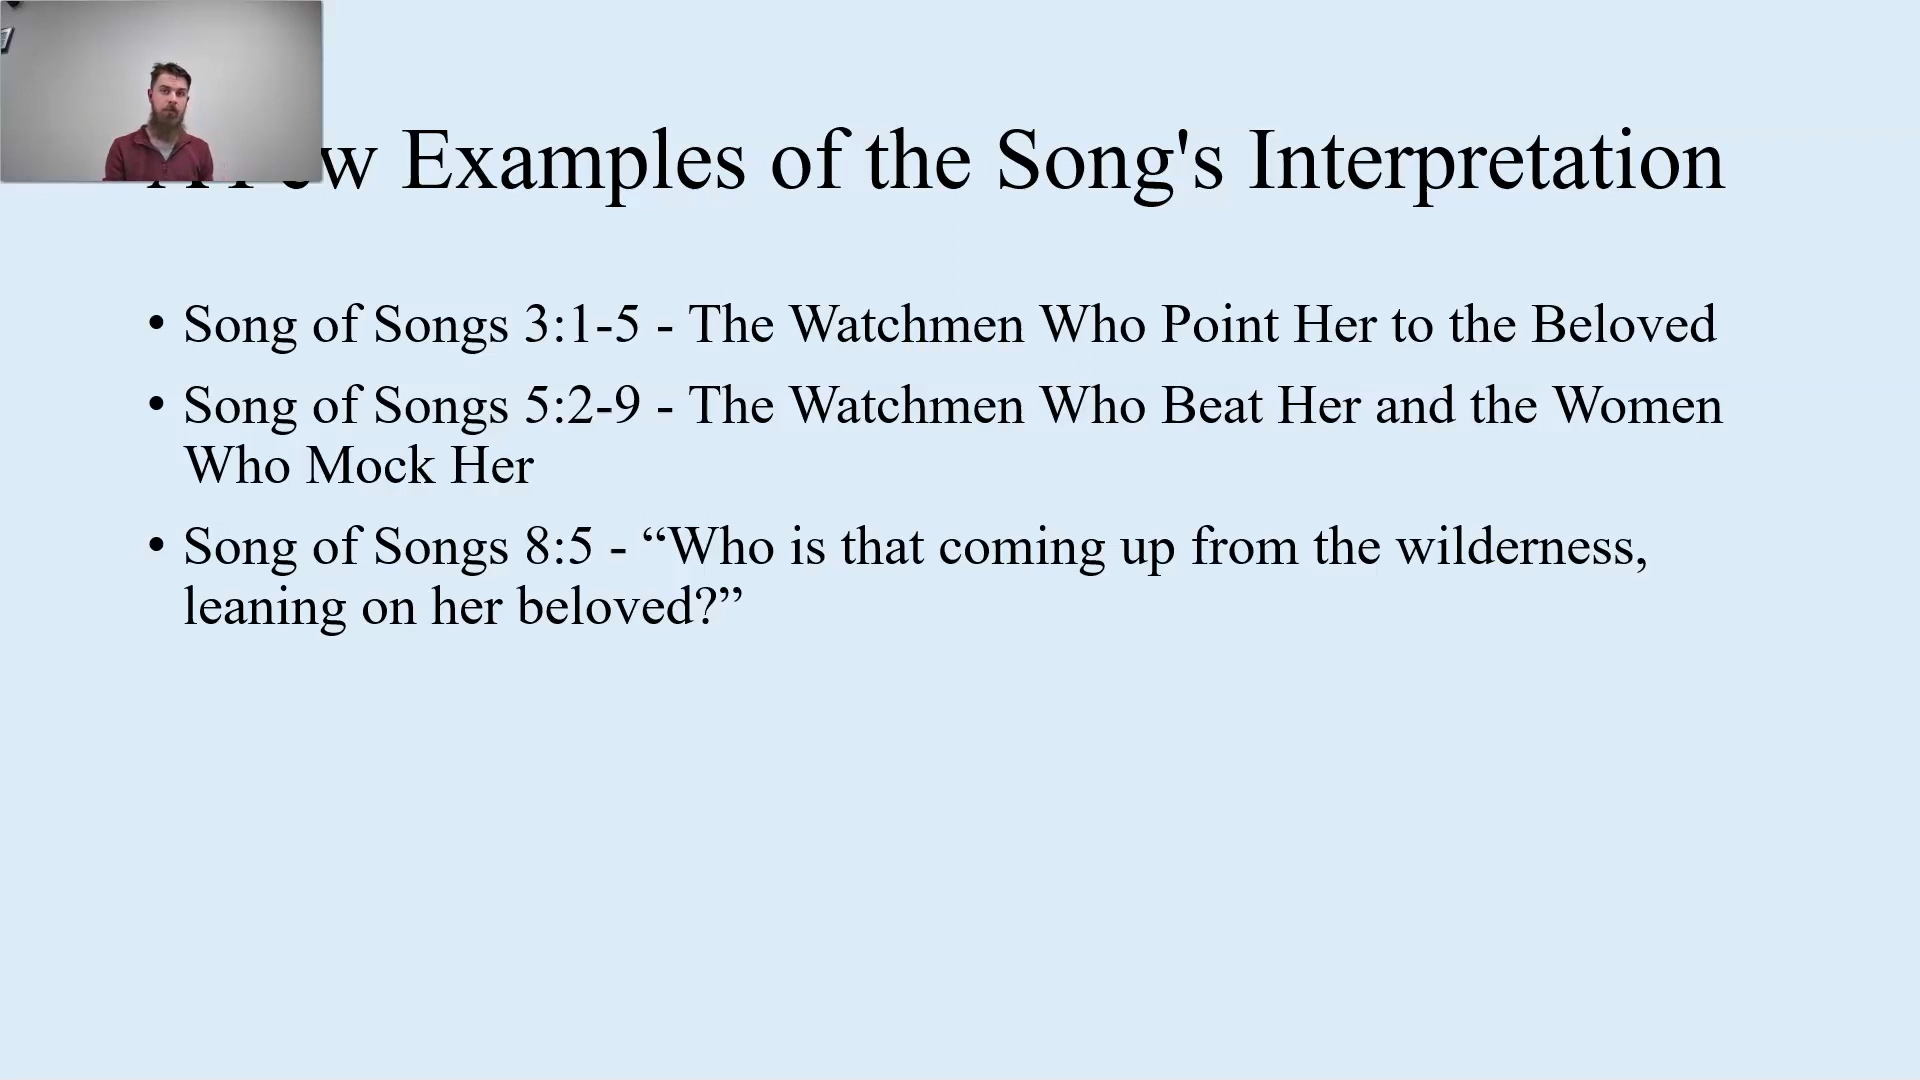 A Few Examples of the Song's Interpretation
• Song of Songs 3:1-5 - The Watchmen Who Point Her to the Beloved
• Song of Songs 5:2-9 - The Watchmen Who Beat Her and the Women
Who Mock Her
• Song of Songs 8:5 - “Who is that coming up from the wilderness,
leaning on her beloved?”